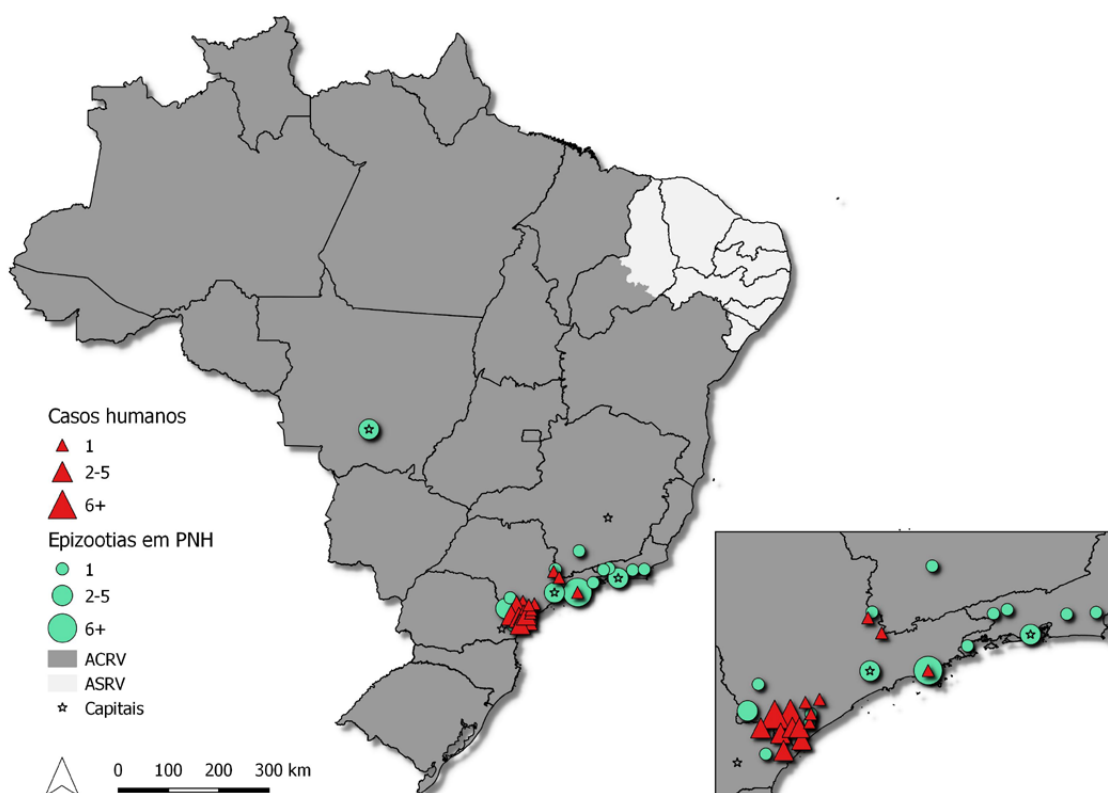 Casos humanos
1
2-5
6+
Epizootias em PNH
1
2-5
6+
ACRV
ASRV
Capitais
0 100 200 300 km